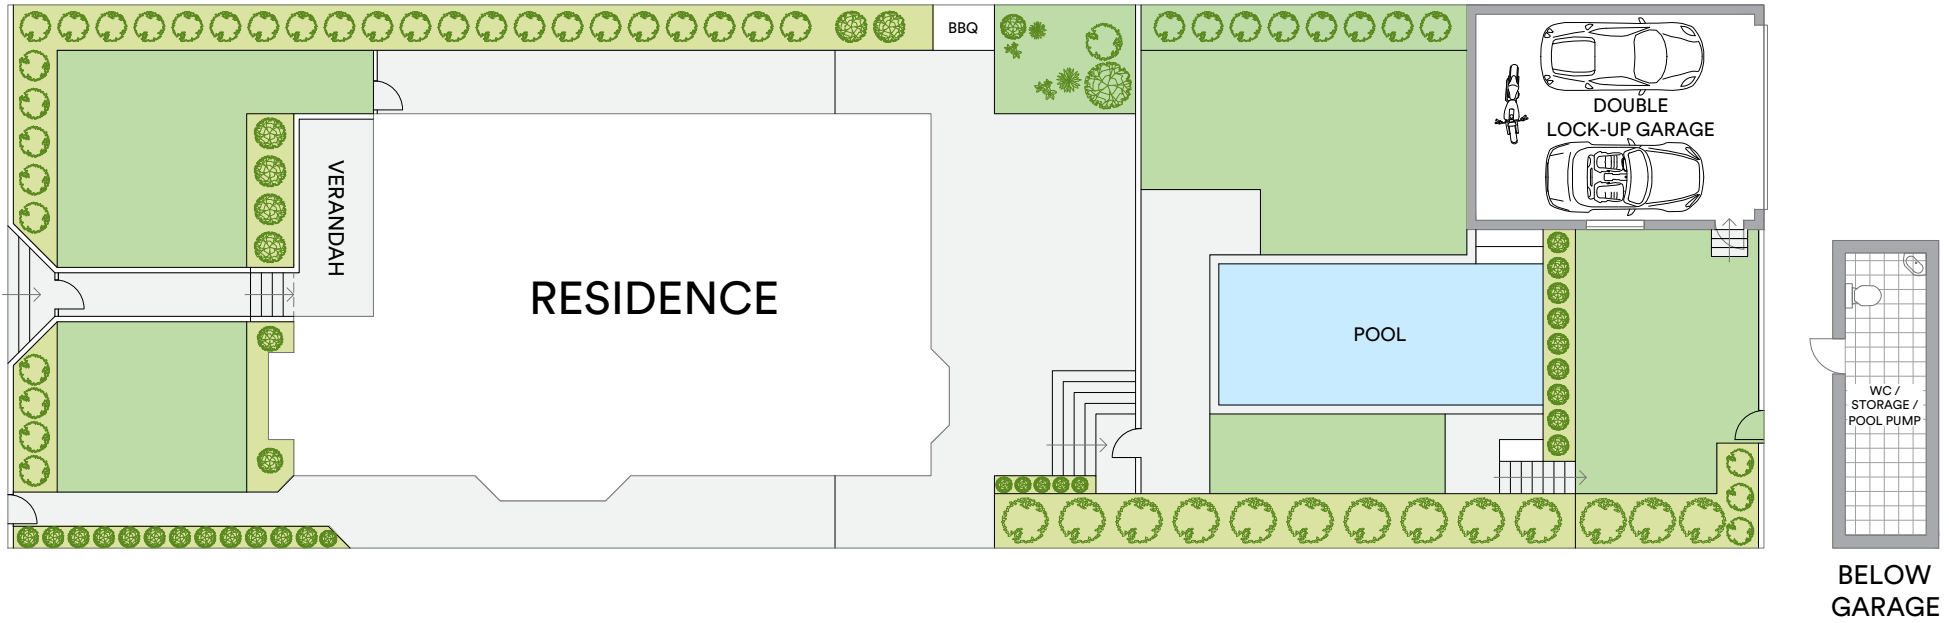 BBQ
DOUBLE
LOCK-UP GARAGE
VERANDAH
RESIDENCE
POOL
WC /
STORAGE /
POOL PUMP
BELOW
GARAGE